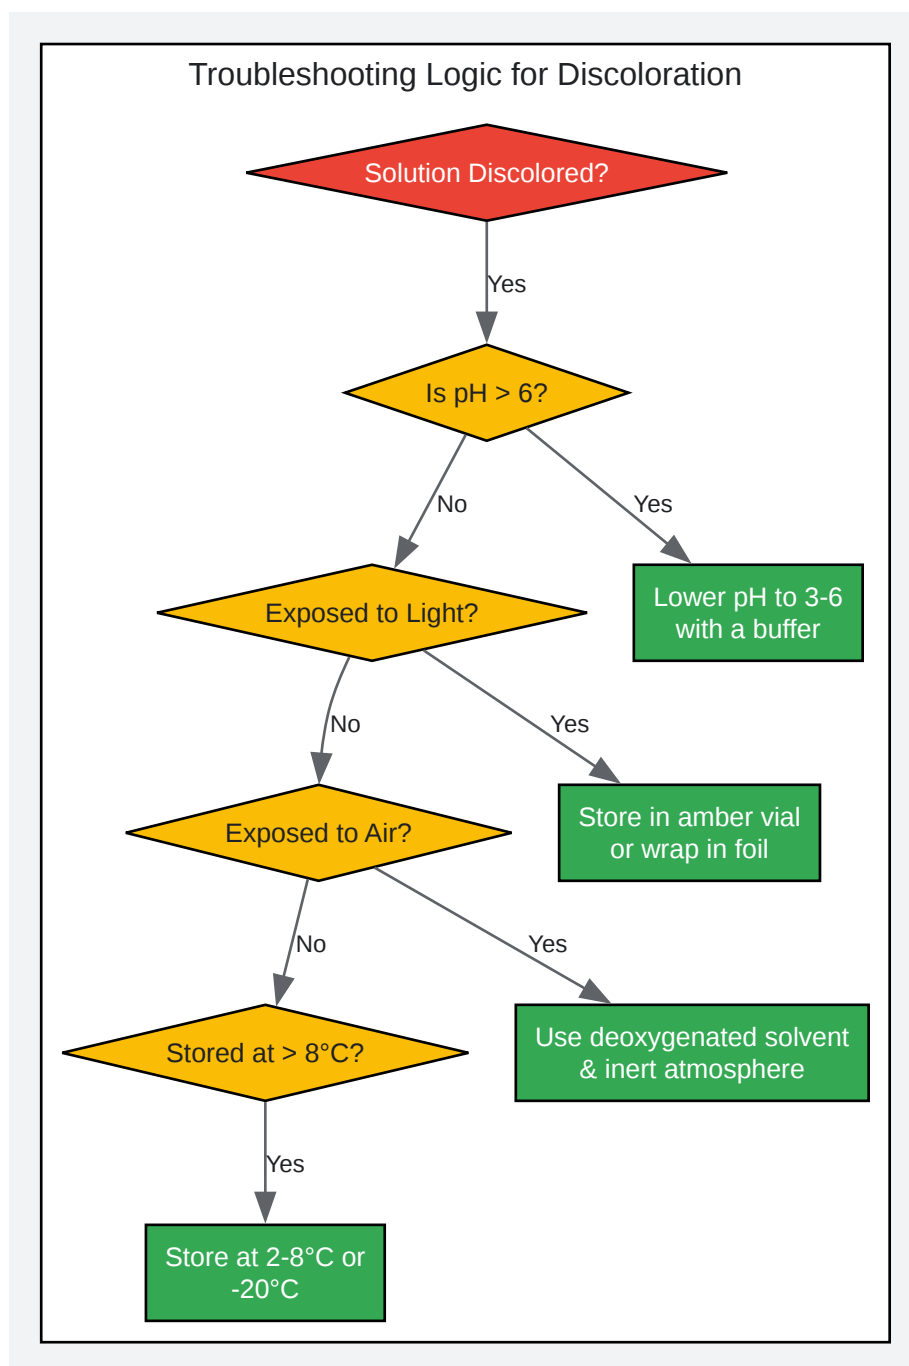 Troubleshooting Logic for Discoloration
Solution Discolored?
Yes
Is pH > 6?
No
Yes
Exposed to Light?
Lower pH to 3-6
with a buffer
No
Yes
Exposed to Air?
Store in amber vial
or wrap in foil
No
Yes
Stored at > 8°C?
Use deoxygenated solvent
& inert atmosphere
Yes
Store at 2-8°C or
-20°C